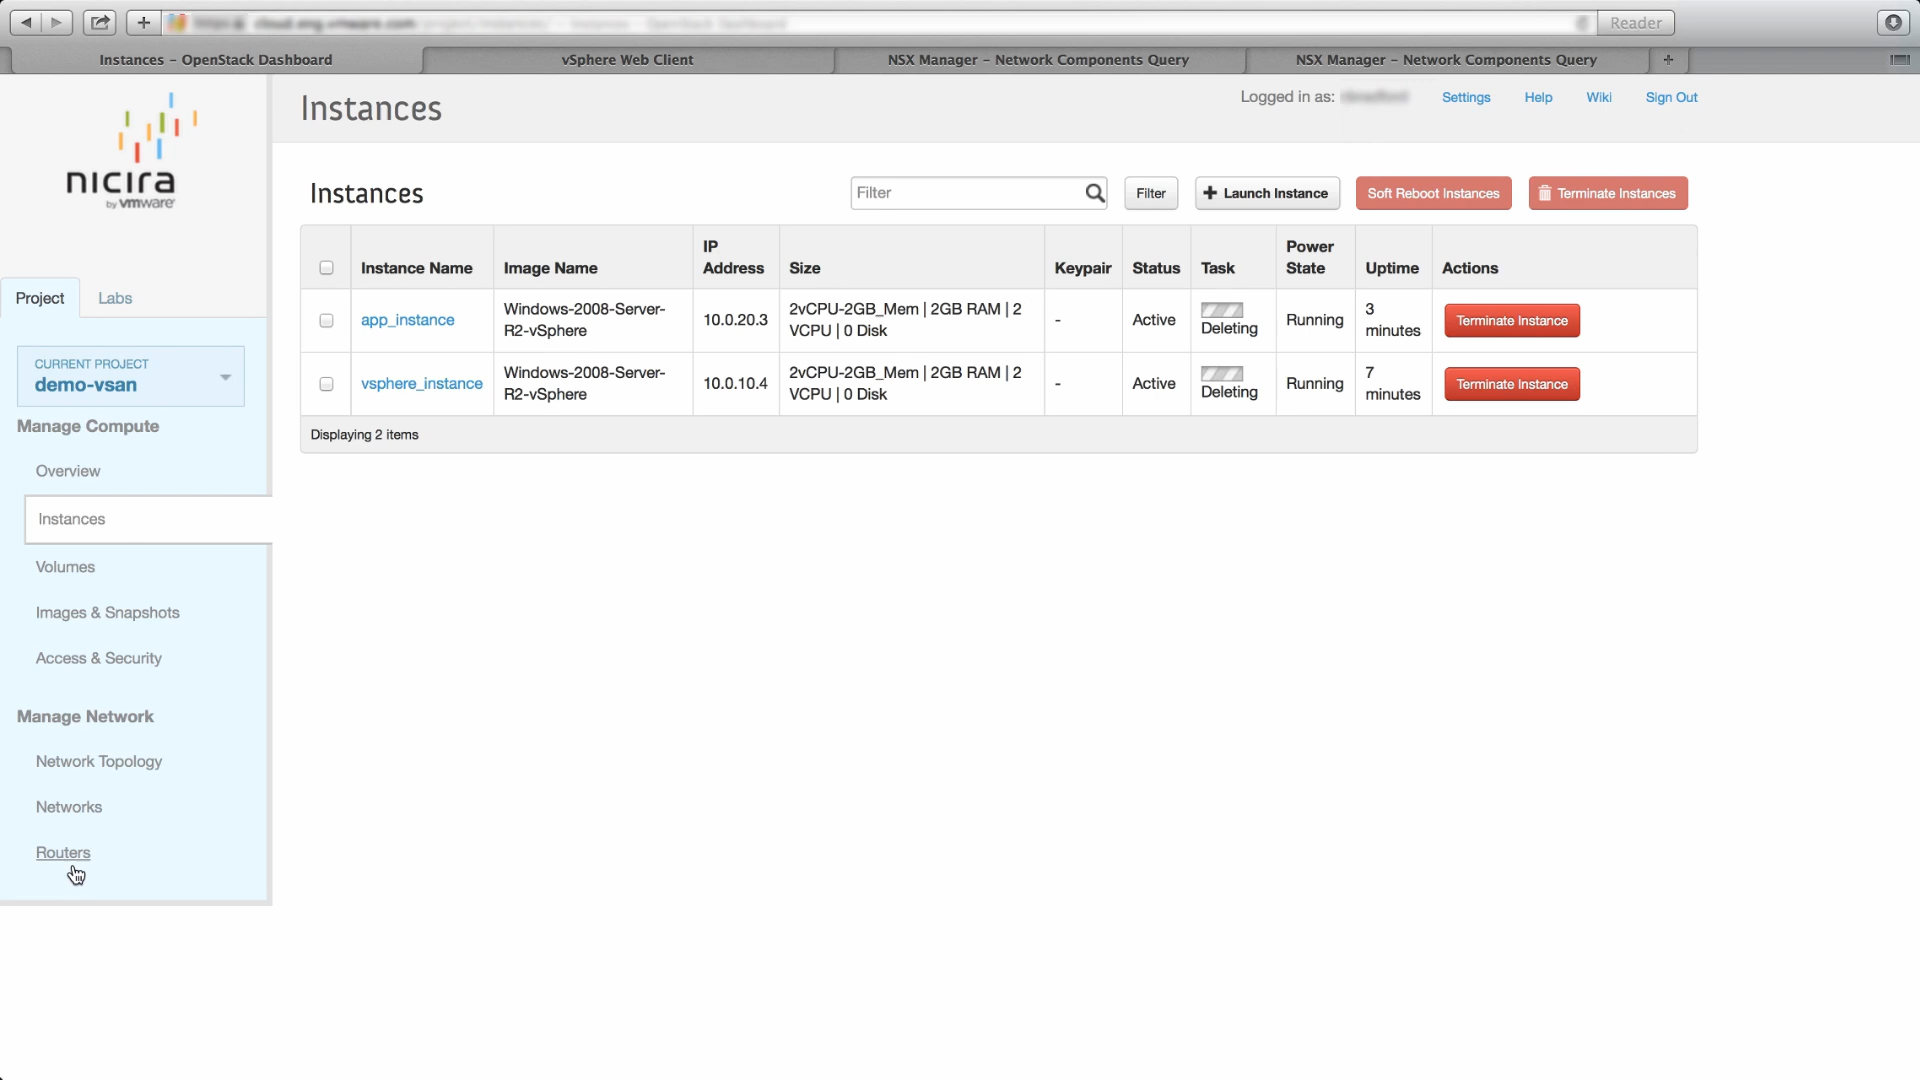 cloud.eng.vmware.com
Reader
Instances – OpenStack Dashboard
vSphere Web Client
NSX Manager – Network Components Query
NSX Manager – Network Components Query
+
nicira
by vmware
Instances
Logged in as:
Settings
Help
Wiki
Sign Out
Project
Labs
CURRENT PROJECT
demo-vsan
Manage Compute
Overview
Instances
Volumes
Images & Snapshots
Access & Security
Manage Network
Network Topology
Networks
Routers
Instances
Filter
Filter
+ Launch Instance
Soft Reboot Instances
Terminate Instances
Instance Name
Image Name
IP
Address
Size
Keypair
Status
Task
Power
State
Uptime
Actions
app_instance
Windows-2008-Server-
R2-vSphere
10.0.20.3
2vCPU-2GB_Mem | 2GB RAM | 2
VCPU | 0 Disk
-
Active
Deleting
Running
3
minutes
Terminate Instance
vsphere_instance
Windows-2008-Server-
R2-vSphere
10.0.10.4
2vCPU-2GB_Mem | 2GB RAM | 2
VCPU | 0 Disk
-
Active
Deleting
Running
7
minutes
Terminate Instance
Displaying 2 items